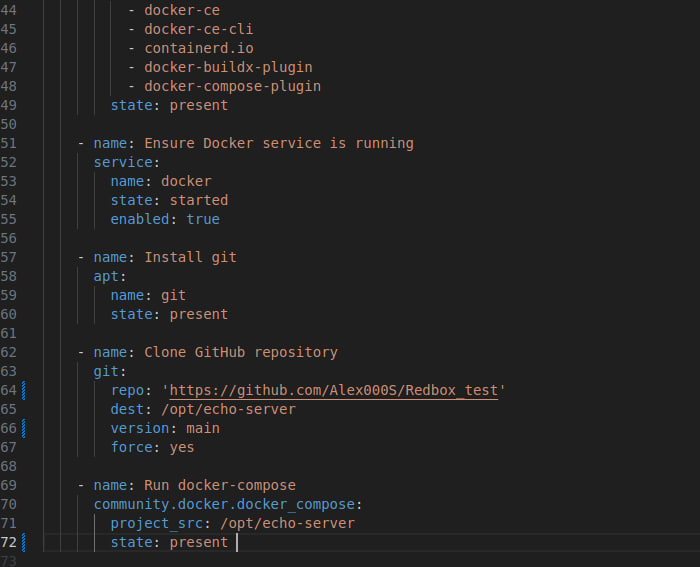 44 - docker-ce
45 - docker-ce-cli
46 - containerd.io
47 - docker-buildx-plugin
48 - docker-compose-plugin
49 state: present
50
51 - name: Ensure Docker service is running
52 service:
53 name: docker
54 state: started
55 enabled: true
56
57 - name: Install git
58 apt:
59 name: git
60 state: present
61
62 - name: Clone GitHub repository
63 git:
64 repo: 'https://github.com/Alex000S/Redbox_test'
65 dest: /opt/echo-server
66 version: main
67 force: yes
68
69 - name: Run docker-compose
70 community.docker.docker_compose:
71 project_src: /opt/echo-server
72 state: present
73